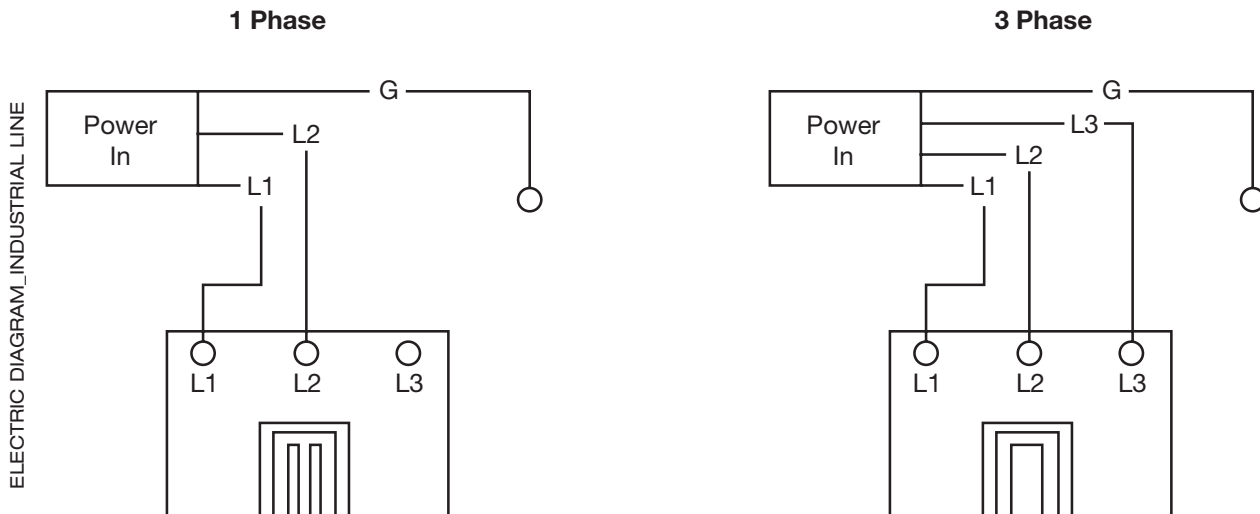 ELECTRIC DIAGRAM_INDUSTRIAL LINE
1 Phase
Power
In
G
L2
L1
L1
L2
L3
3 Phase
Power
In
G
L3
L2
L1
L1
L2
L3